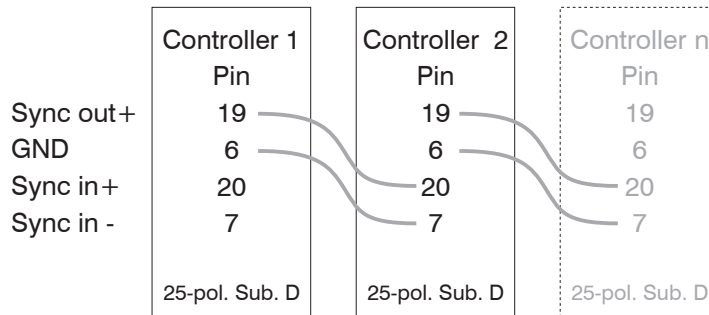 Controller 1 Controller 2 Controller n
Pin Pin Pin
Sync out+ 19 19 19
GND 6 6 6
Sync in+ 20 20 20
Sync in - 7 7 7
25-pol. Sub. D 25-pol. Sub. D 25-pol. Sub. D